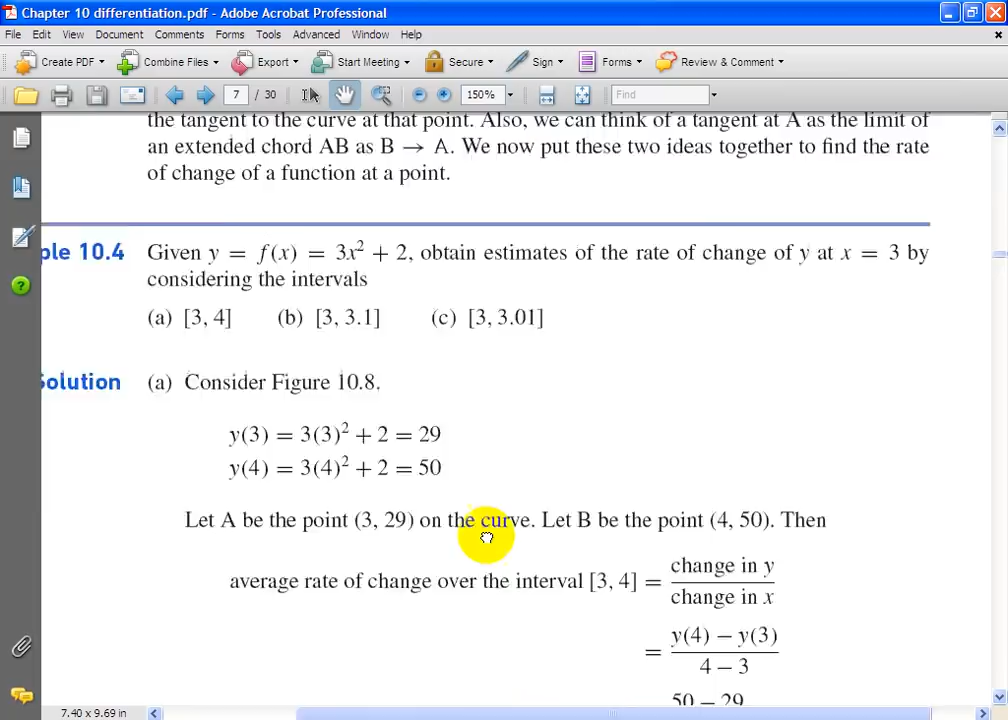 Chapter 10 differentiation.pdf - Adobe Acrobat Professional
File Edit View Document Comments Forms Tools Advanced Window Help
Create PDF Combine Files Export Start Meeting Secure Sign Forms Review & Comment
7 / 30 150% Find
the tangent to the curve at that point. Also, we can think of a tangent at A as the limit of
an extended chord AB as B → A. We now put these two ideas together to find the rate
of change of a function at a point.
ple 10.4 Given y = f(x) = 3x² + 2, obtain estimates of the rate of change of y at x = 3 by
considering the intervals
(a) [3, 4] (b) [3, 3.1] (c) [3, 3.01]
Solution (a) Consider Figure 10.8.
y(3) = 3(3)² + 2 = 29
y(4) = 3(4)² + 2 = 50
Let A be the point (3, 29) on the curve. Let B be the point (4, 50). Then
average rate of change over the interval [3, 4] = change in y / change in x
= y(4) − y(3) / 4 − 3
50 − 29
7.40 x 9.69 in